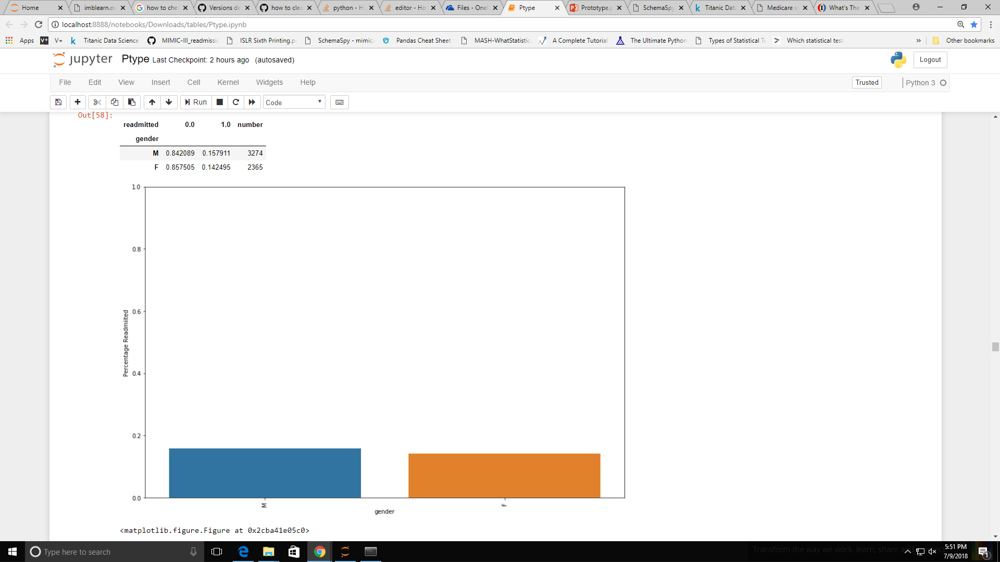 Home imblearn.ov how to che Versions de how to clea python - H editor - Ho Files - One Ptype Prototype.p SchemaSpy Titanic Dat Medicare v What's The
localhost:8888/notebooks/Downloads/tables/Ptype.ipynb
Apps V+ V+ Titanic Data Science MIMIC-III_readmissi ISLR Sixth Printing.p SchemaSpy - mimic. Pandas Cheat Sheet MASH-WhatStatistic A Complete Tutorial The Ultimate Python Types of Statistical Te Which statistical test » Other bookmarks
jupyter Ptype Last Checkpoint: 2 hours ago (autosaved) Logout
File Edit View Insert Cell Kernel Widgets Help Trusted Python 3
Run Code
Out[58]:
readmitted 0.0 1.0 number
gender
M 0.842089 0.157911 3274
F 0.857505 0.142495 2365
1.0
0.8
0.6
0.4
0.2
0.0
Percentage Readmiited
M F
gender
<matplotlib.figure.Figure at 0x2cba41e05c0>
Type here to search
Transform the way we work, learn, share
5:51 PM
7/9/2018
1